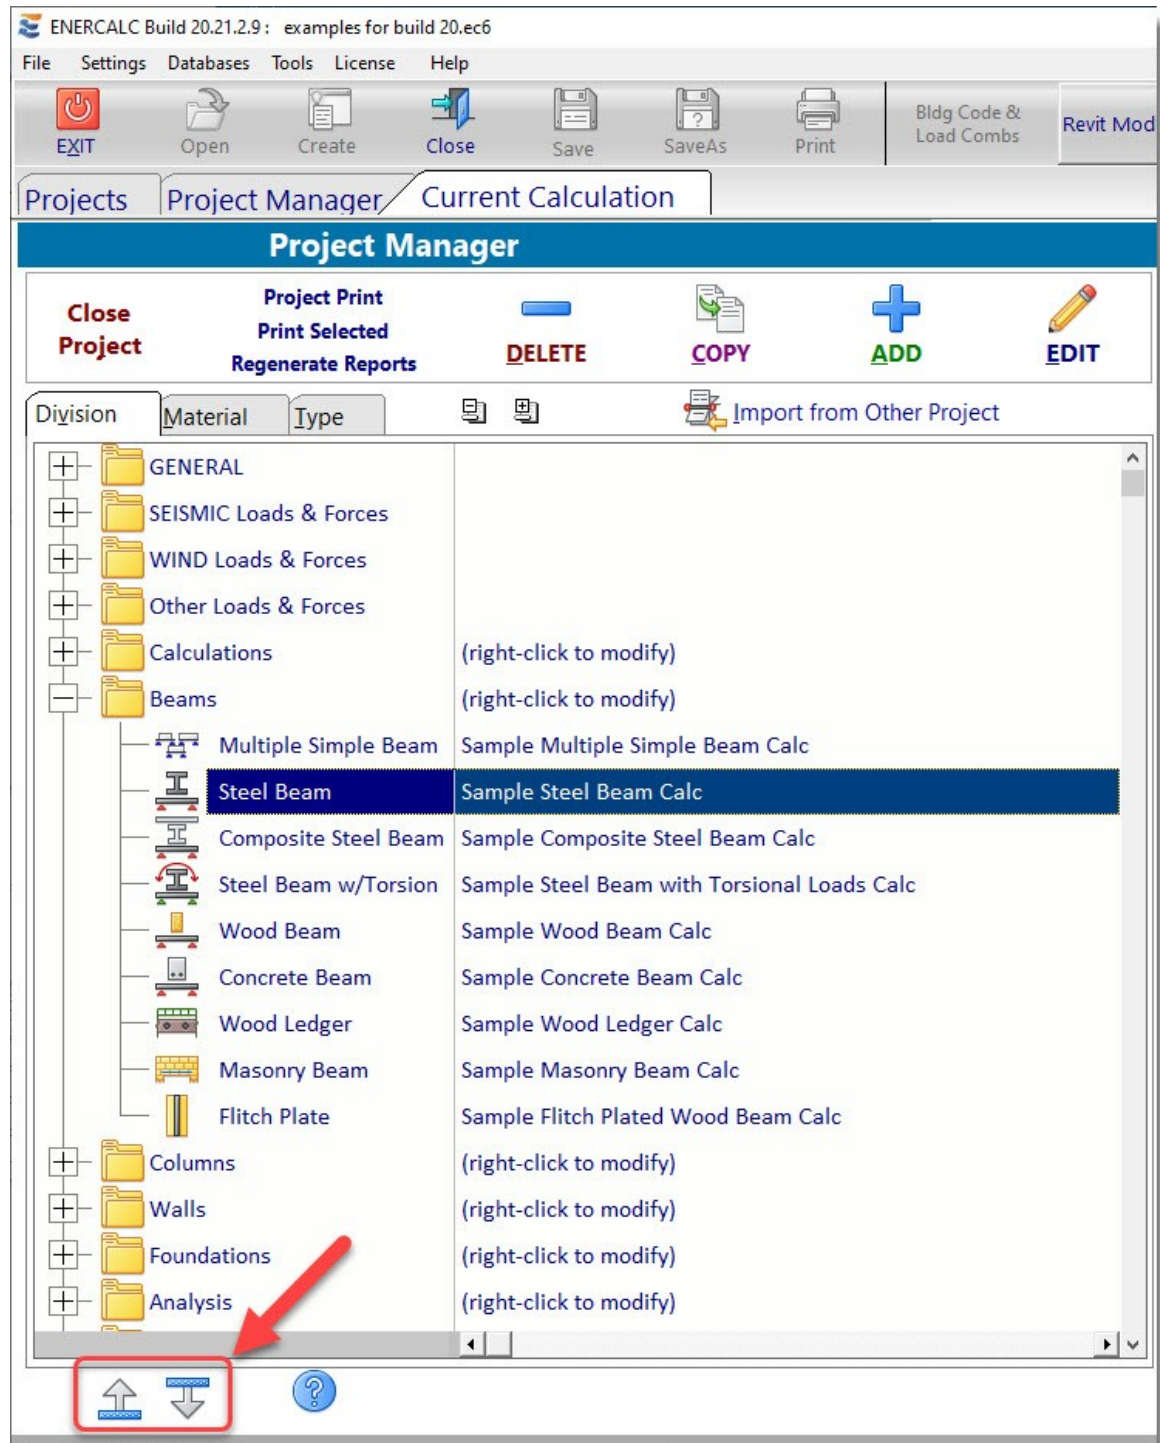 ENERCALC Build 20.21.2.9 : examples for build 20.ec6
File Settings Databases Tools License Help
EXIT Open Create Close Save SaveAs Print Bldg Code & Load Combs Revit Mod
Projects Project Manager Current Calculation
Project Manager
Close Project
Project Print
Print Selected
Regenerate Reports
DELETE COPY ADD EDIT
Division Material Type Import from Other Project
GENERAL
SEISMIC Loads & Forces
WIND Loads & Forces
Other Loads & Forces
Calculations (right-click to modify)
Beams (right-click to modify)
Multiple Simple Beam Sample Multiple Simple Beam Calc
Steel Beam Sample Steel Beam Calc
Composite Steel Beam Sample Composite Steel Beam Calc
Steel Beam w/Torsion Sample Steel Beam with Torsional Loads Calc
Wood Beam Sample Wood Beam Calc
Concrete Beam Sample Concrete Beam Calc
Wood Ledger Sample Wood Ledger Calc
Masonry Beam Sample Masonry Beam Calc
Flitch Plate Sample Flitch Plated Wood Beam Calc
Columns (right-click to modify)
Walls (right-click to modify)
Foundations (right-click to modify)
Analysis (right-click to modify)